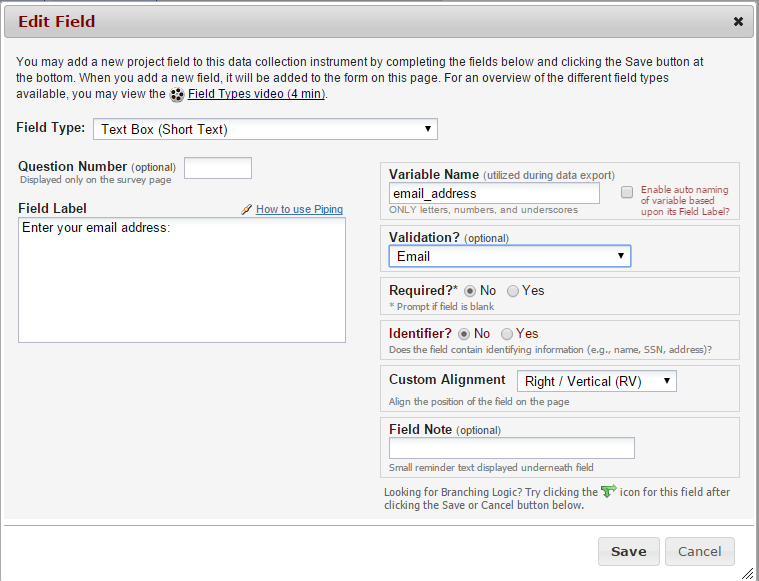 Edit Field
You may add a new project field to this data collection instrument by completing the fields below and clicking the Save button at
the bottom. When you add a new field, it will be added to the form on this page. For an overview of the different field types
available, you may view the Field Types video (4 min).
Field Type: Text Box (Short Text)
Question Number (optional)
Displayed only on the survey page
Field Label How to use Piping
Enter your email address:
Variable Name (utilized during data export)
email_address
ONLY letters, numbers, and underscores
Enable auto naming
of variable based
upon its Field Label?
Validation? (optional)
Email
Required?* No Yes
* Prompt if field is blank
Identifier? No Yes
Does the field contain identifying information (e.g., name, SSN, address)?
Custom Alignment Right / Vertical (RV)
Align the position of the field on the page
Field Note (optional)
Small reminder text displayed underneath field
Looking for Branching Logic? Try clicking the icon for this field after
clicking the Save or Cancel button below.
Save Cancel